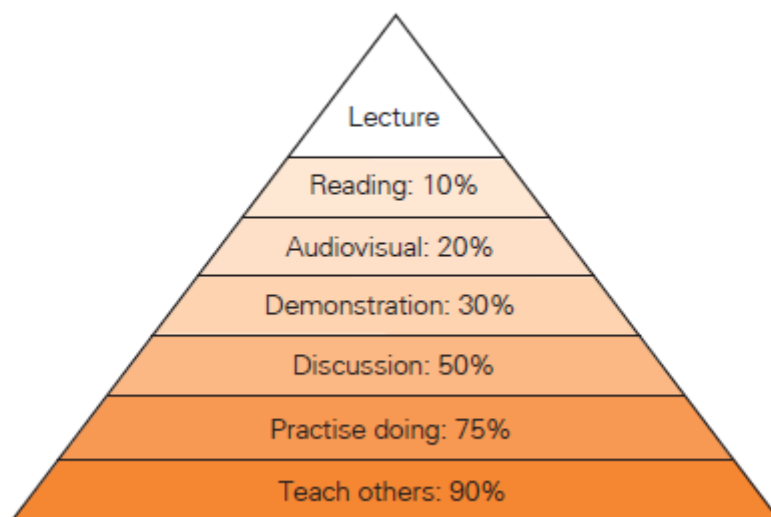 Lecture
Reading: 10%
Audiovisual: 20%
Demonstration: 30%
Discussion: 50%
Practise doing: 75%
Teach others: 90%